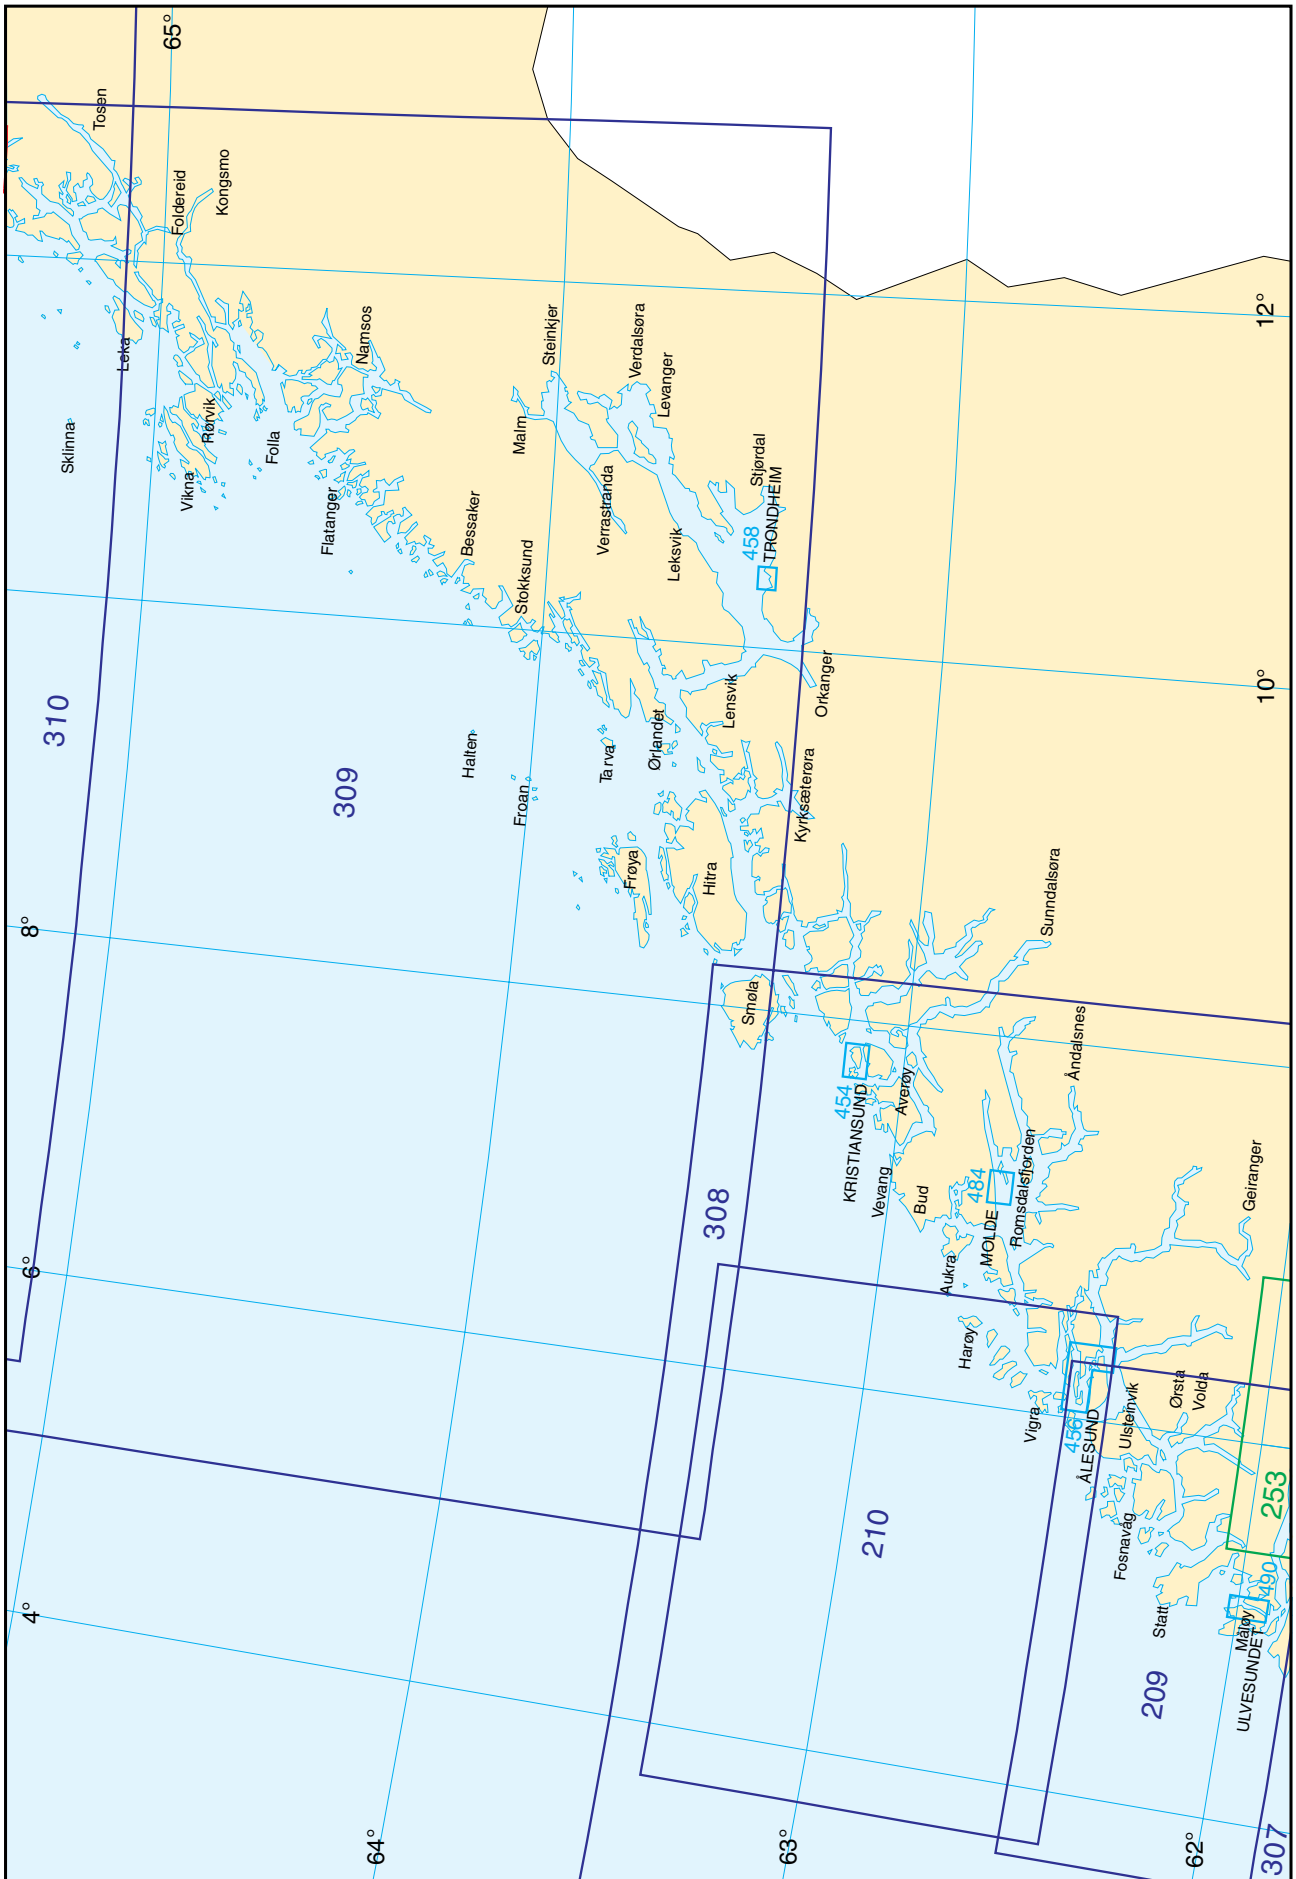 65°
Tosen
Foldereid
Kongsmo
Leka
Sklinna
Rørvik
Vikna
Folla
Namsos
Flatanger
Steinkjer
Verdalsøra
Levanger
Malm
Verrastranda
Bessaker
Stokksund
Leksvik
Stjørdal
458
TRONDHEIM
12°
10°
310
309
Halten
Froan
Tarva
Ørlandet
Lensvik
Orkanger
Kyrksæterøra
8°
Frøya
Hitra
Sunndalsøra
Smøla
Åndalsnes
454
KRISTIANSUND
Averøy
Vevang
Bud
484
MOLDE
Romsdalsfjorden
Geiranger
308
Aukra
6°
Harøy
Vigra
456
ÅLESUND
Ulsteinvik
Ørsta
Volda
253
210
Fosnavåg
490
Statt
Måløy
ULVESUNDET
4°
209
64°
63°
62°
307